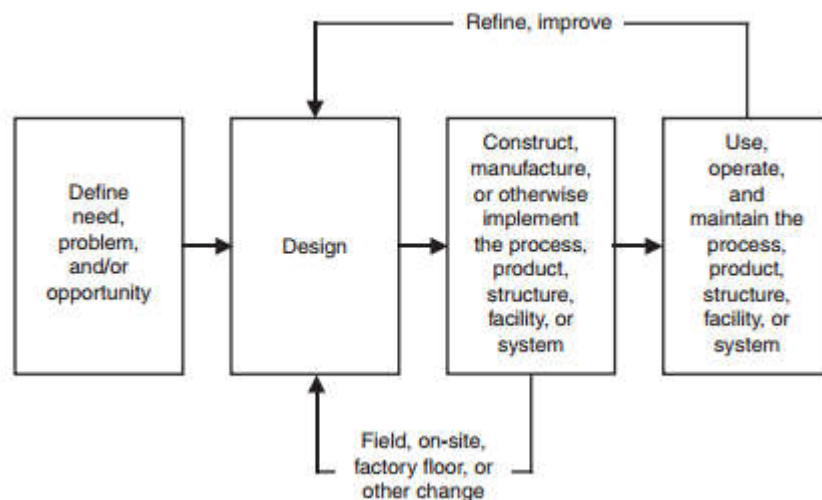 Refine, improve
Define
need,
problem,
and/or
opportunity
Design
Construct,
manufacture,
or otherwise
implement
the process,
product,
structure,
facility, or
system
Use,
operate,
and
maintain the
process,
product,
structure,
facility, or
system
Field, on-site,
factory floor, or
other change